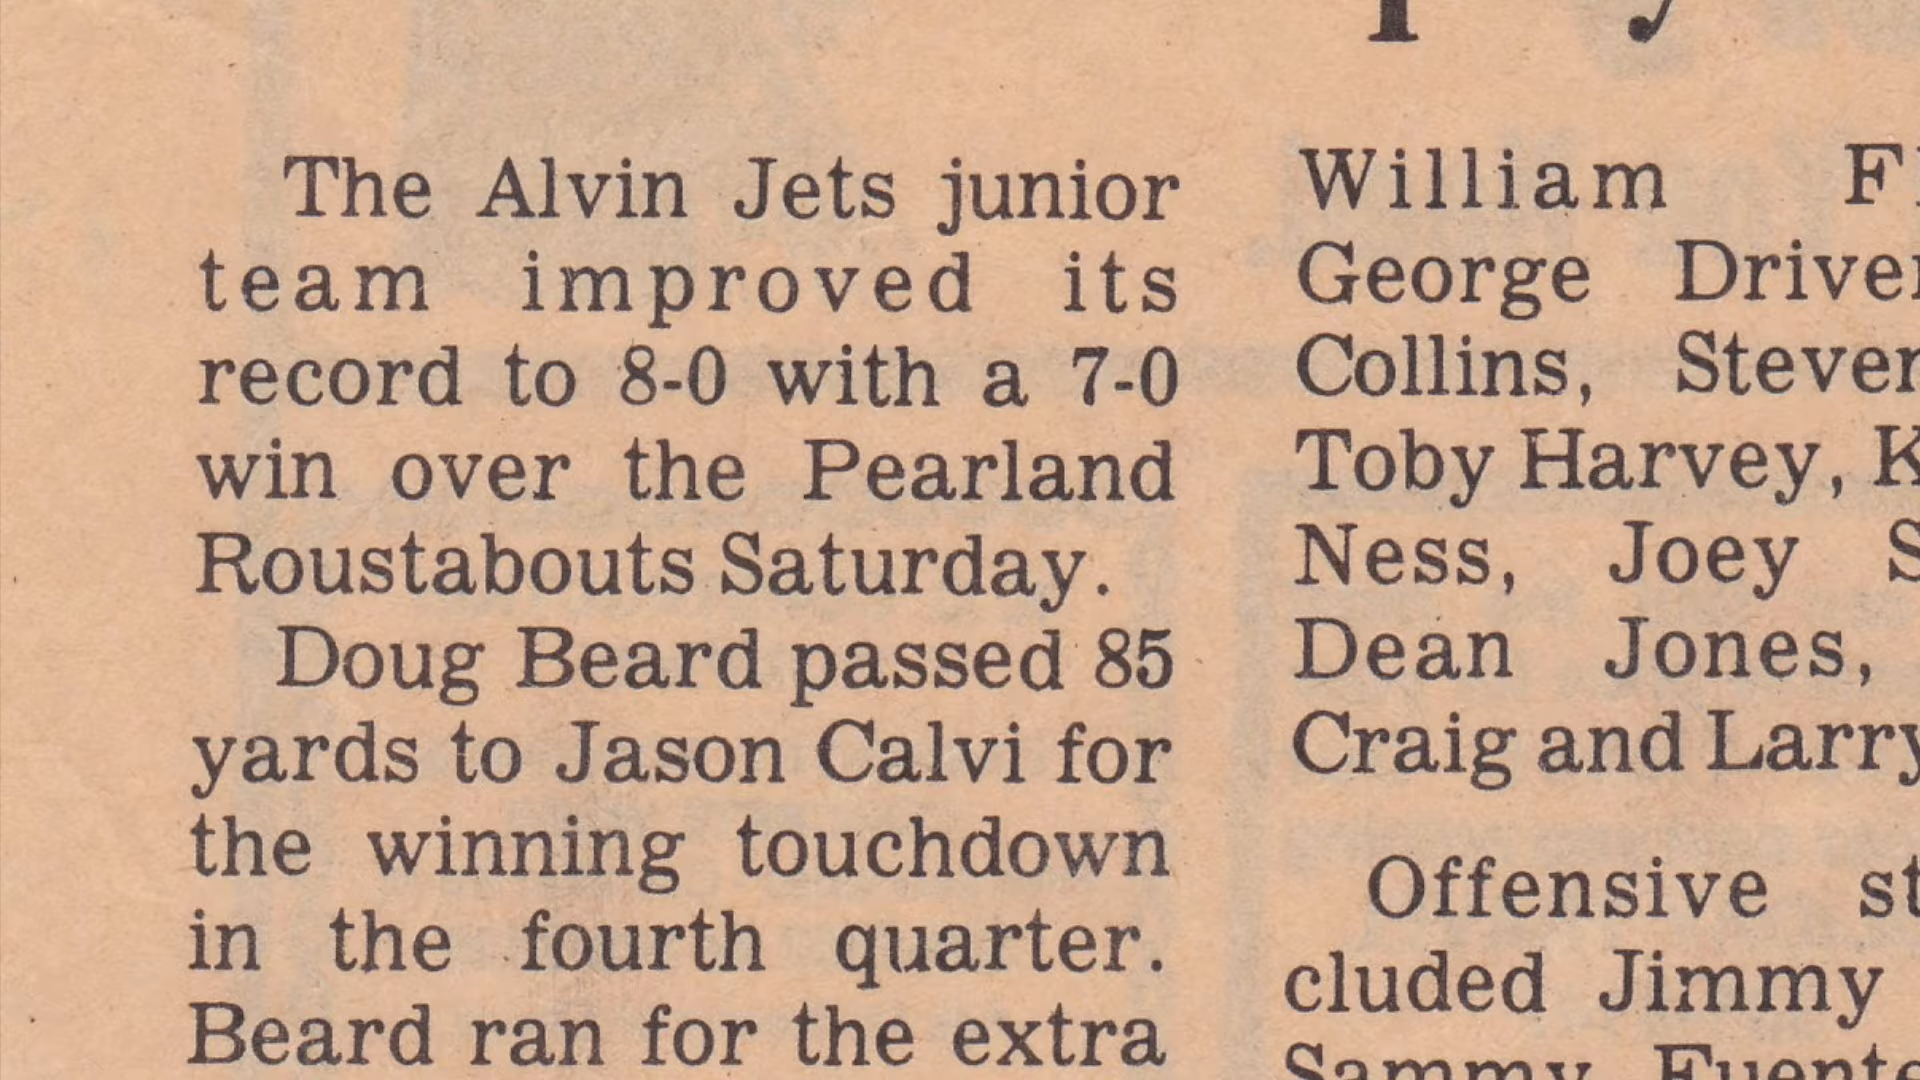 The Alvin Jets junior
team improved its
record to 8-0 with a 7-0
win over the Pearland
Roustabouts Saturday.
Doug Beard passed 85
yards to Jason Calvi for
the winning touchdown
in the fourth quarter.
Beard ran for the extra
William
George
Collins,
Toby Harvey,
Ness, Joey
Dean Jones,
Craig and Larry
Offensive
cluded Jimmy
Sammy